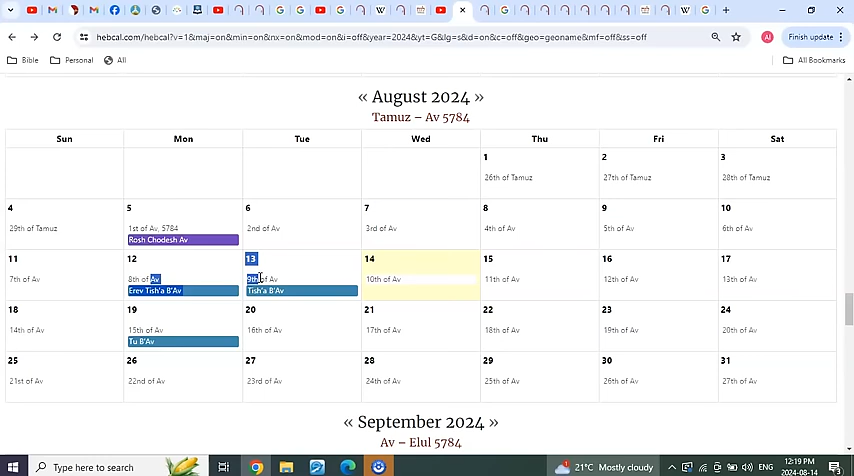 hebcal.com/hebcal?v=1&maj=on&min=on&nx=on&mod=on&i=off&year=2024&yt=G&lg=s&d=on&c=off&geo=geoname&mf=off&ss=off
AI
Finish update
Bible
Personal
All
All Bookmarks
« August 2024 »
Tamuz – Av 5784
Sun Mon Tue Wed Thu Fri Sat
1 2 3
26th of Tamuz 27th of Tamuz 28th of Tamuz
4 5 6 7 8 9 10
29th of Tamuz 1st of Av, 5784 2nd of Av 3rd of Av 4th of Av 5th of Av 6th of Av
Rosh Chodesh Av
11 12 13 14 15 16 17
7th of Av 8th of Av 9th of Av 10th of Av 11th of Av 12th of Av 13th of Av
Erev Tish'a B'Av Tish'a B'Av
18 19 20 21 22 23 24
14th of Av 15th of Av 16th of Av 17th of Av 18th of Av 19th of Av 20th of Av
Tu B'Av
25 26 27 28 29 30 31
21st of Av 22nd of Av 23rd of Av 24th of Av 25th of Av 26th of Av 27th of Av
« September 2024 »
Av – Elul 5784
Type here to search
21°C Mostly cloudy
ENG
12:19 PM
2024-08-14
3